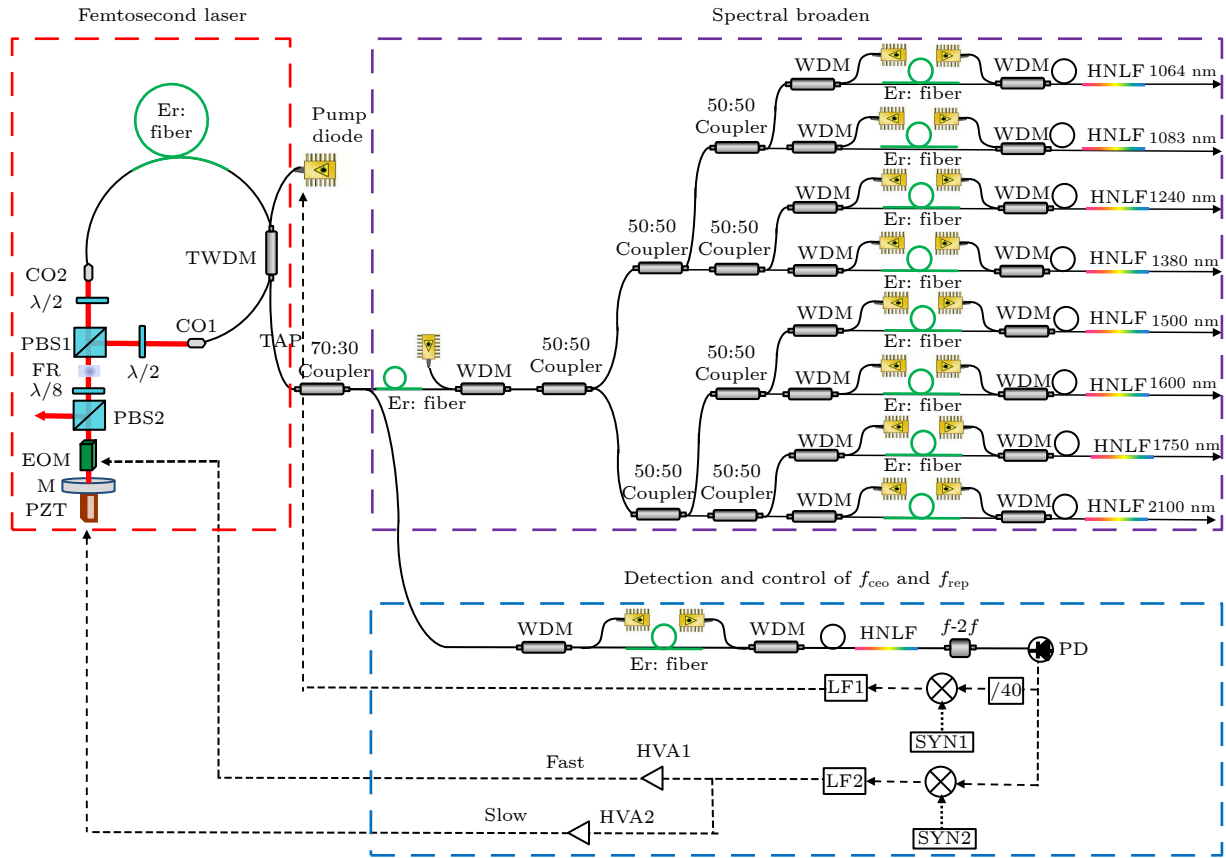 Femtosecond laser
Spectral broaden
Er:
fiber
Pump
diode
TWDM
CO2
λ/2
PBS1
CO1
λ/2
FR
λ/8
PBS2
EOM
M
PZT
TAP
70:30
Coupler
Er: fiber
WDM
50:50
Coupler
50:50
Coupler
50:50
Coupler
50:50
Coupler
50:50
Coupler
50:50
Coupler
50:50
Coupler
WDM
Er: fiber
WDM
HNLF 1064 nm
WDM
Er: fiber
WDM
HNLF 1083 nm
WDM
Er: fiber
WDM
HNLF 1240 nm
WDM
Er: fiber
WDM
HNLF 1380 nm
WDM
Er: fiber
WDM
HNLF 1500 nm
WDM
Er: fiber
WDM
HNLF 1600 nm
WDM
Er: fiber
WDM
HNLF 1750 nm
WDM
Er: fiber
WDM
HNLF 2100 nm
Detection and control of f_ceo and f_rep
WDM
Er: fiber
WDM
HNLF
f-2f
PD
LF1
/40
SYN1
Fast
HVA1
LF2
Slow
HVA2
SYN2